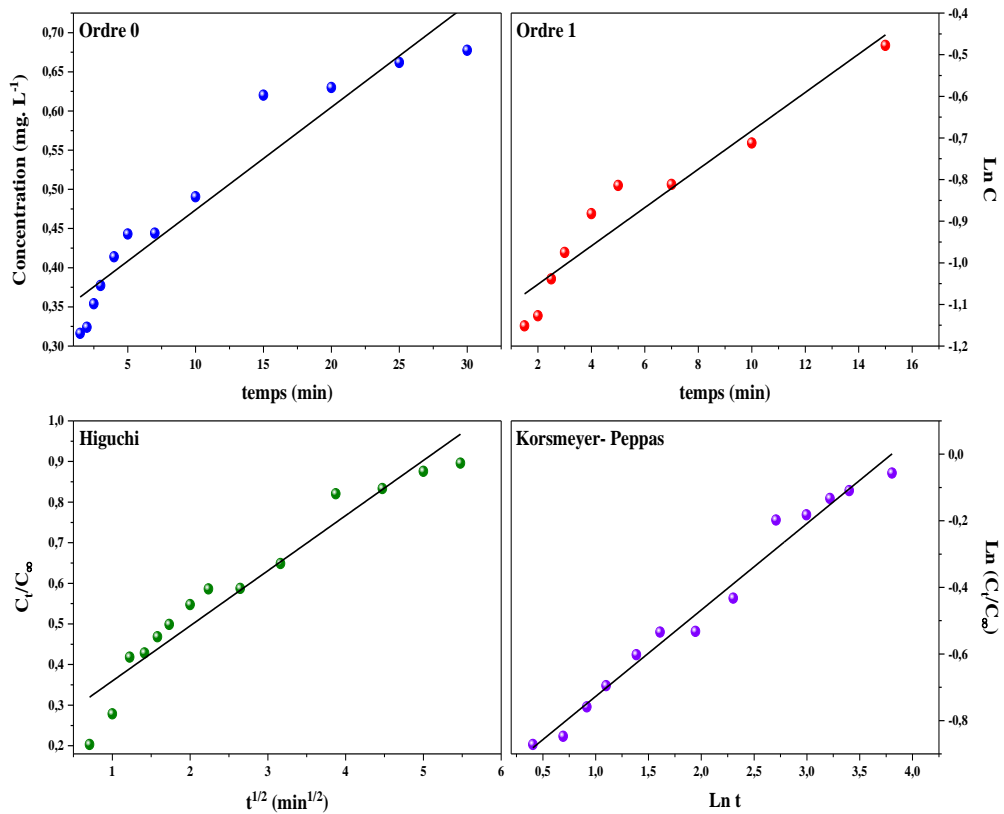 Ordre 0
Concentration (mg. L-1)
0,70
0,65
0,60
0,55
0,50
0,45
0,40
0,35
0,30
5 10 15 20 25 30
temps (min)
Ordre 1
-0,4
-0,5
-0,6
-0,7
-0,8
-0,9
-1,0
-1,1
-1,2
Ln C
2 4 6 8 10 12 14 16
temps (min)
Higuchi
Ct/C∞
1,0
0,9
0,8
0,7
0,6
0,5
0,4
0,3
0,2
1 2 3 4 5 6
t1/2 (min1/2)
Korsmeyer- Peppas
0,0
-0,2
-0,4
-0,6
-0,8
Ln (Ct/C∞)
0,5 1,0 1,5 2,0 2,5 3,0 3,5 4,0
Ln t